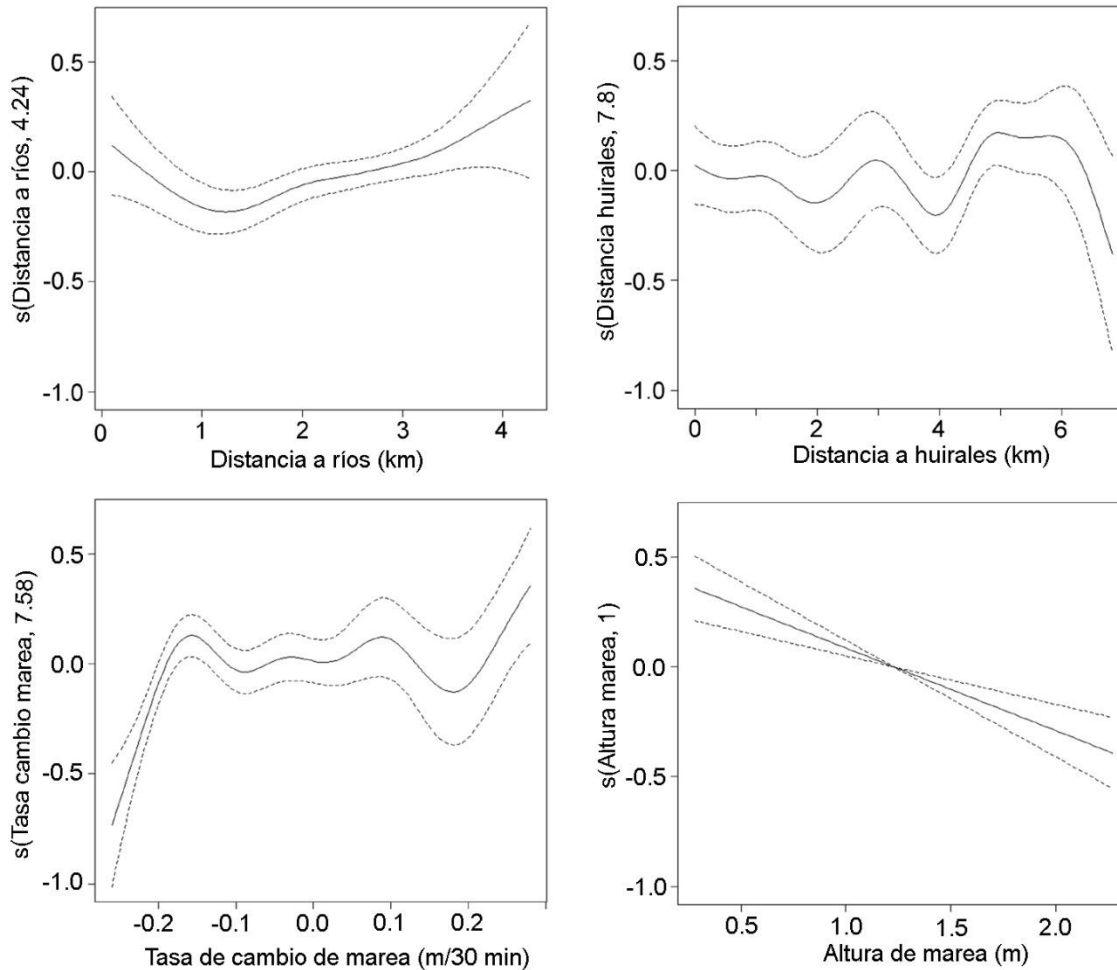 0.5
0.0
-0.5
-1.0
s(Distancia a ríos, 4.24)
0 1 2 3 4
Distancia a ríos (km)
0.5
0.0
-0.5
-1.0
s(Distancia huirales, 7.8)
0 2 4 6
Distancia a huirales (km)
0.5
0.0
-0.5
-1.0
s(Tasa cambio marea, 7.58)
-0.2 -0.1 0.0 0.1 0.2
Tasa de cambio de marea (m/30 min)
0.5
0.0
-0.5
-1.0
s(Altura marea, 1)
0.5 1.0 1.5 2.0
Altura de marea (m)